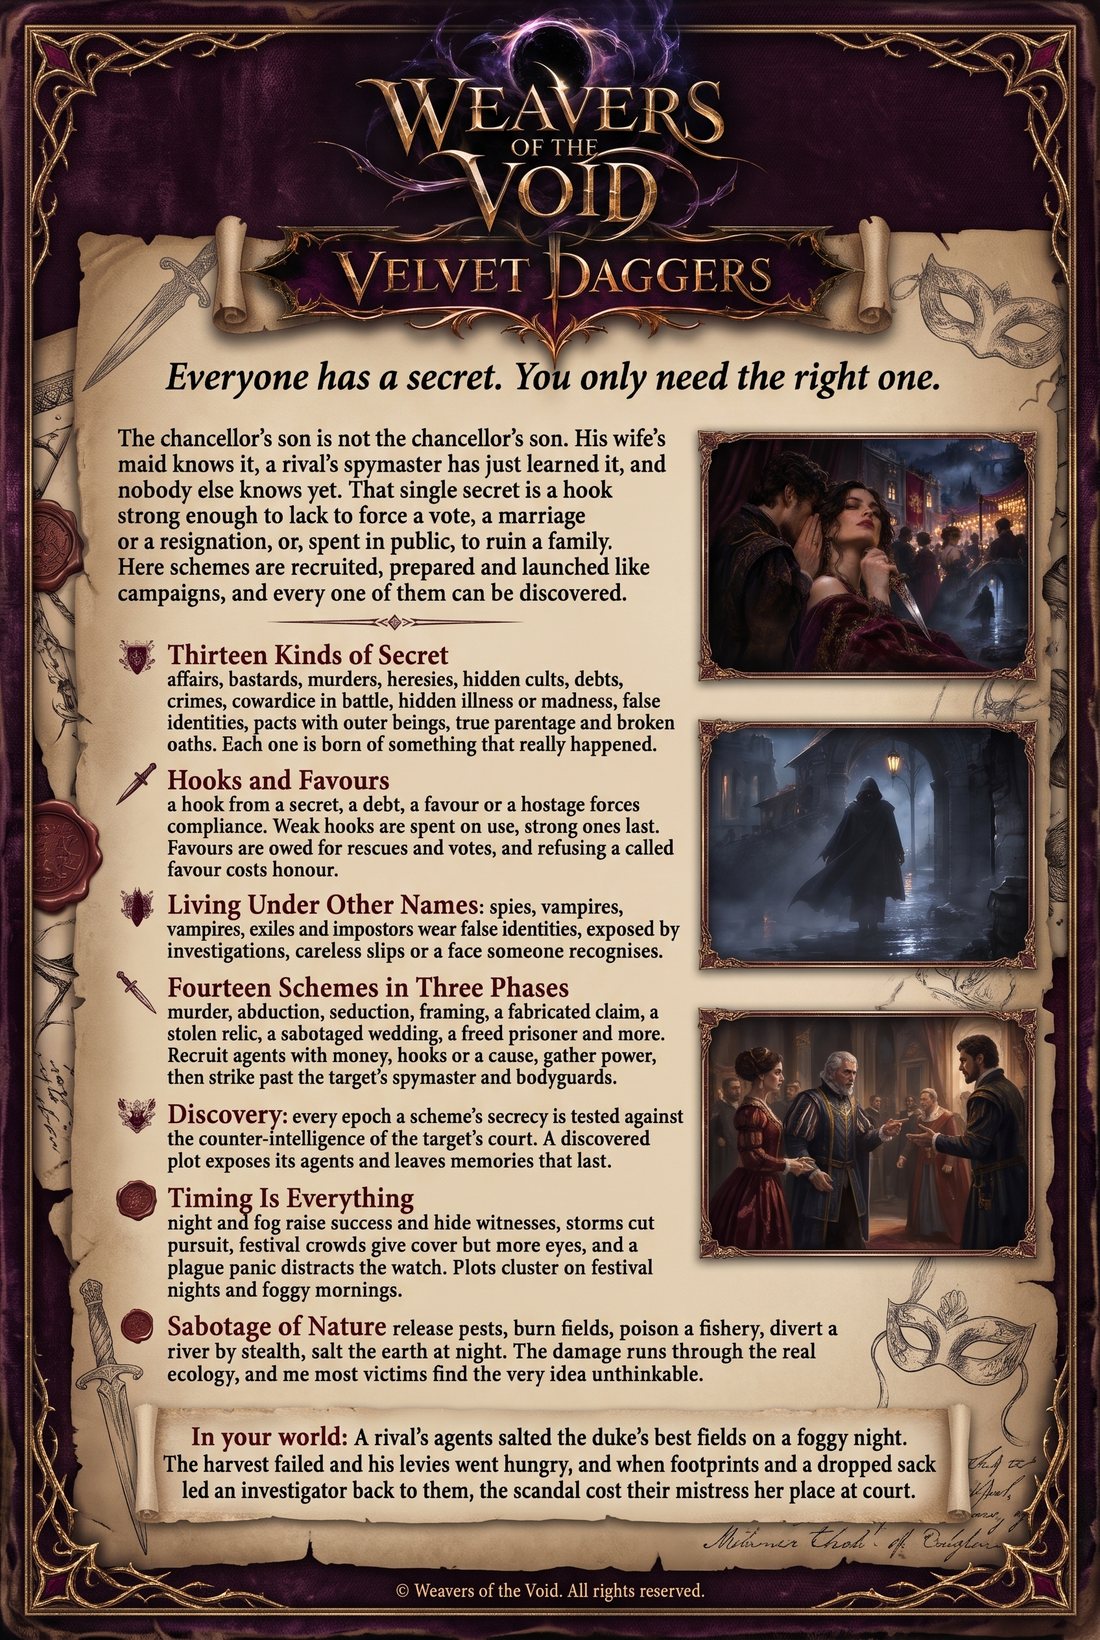 WEAVERS
OF THE
VOID
VELVET DAGGERS
Everyone has a secret. You only need the right one.
The chancellor's son is not the chancellor's son. His wife's
maid knows it, a rival's spymaster has just learned it, and
nobody else knows yet. That single secret is a hook
strong enough to lack to force a vote, a marriage
or a resignation, or, spent in public, to ruin a family.
Here schemes are recruited, prepared and launched like
campaigns, and every one of them can be discovered.
Thirteen Kinds of Secret
affairs, bastards, murders, heresies, hidden cults, debts,
crimes, cowardice in battle, hidden illness or madness, false
identities, pacts with outer beings, true parentage and broken
oaths. Each one is born of something that really happened.
Hooks and Favours
a hook from a secret, a debt, a favour or a hostage forces
compliance. Weak hooks are spent on use, strong ones last.
Favours are owed for rescues and votes, and refusing a called
favour costs honour.
Living Under Other Names: spies, vampires,
vampires, exiles and impostors wear false identities, exposed by
investigations, careless slips or a face someone recognises.
Fourteen Schemes in Three Phases
murder, abduction, seduction, framing, a fabricated claim, a
stolen relic, a sabotaged wedding, a freed prisoner and more.
Recruit agents with money, hooks or a cause, gather power,
then strike past the target's spymaster and bodyguards.
Discovery: every epoch a scheme's secrecy is tested against
the counter-intelligence of the target's court. A discovered
plot exposes its agents and leaves memories that last.
Timing Is Everything
night and fog raise success and hide witnesses, storms cut
pursuit, festival crowds give cover but more eyes, and a
plague panic distracts the watch. Plots cluster on festival
nights and foggy mornings.
Sabotage of Nature release pests, burn fields, poison a fishery, divert a
river by stealth, salt the earth at night. The damage runs through the real
ecology, and me most victims find the very idea unthinkable.
In your world: A rival's agents salted the duke's best fields on a foggy night.
The harvest failed and his levies went hungry, and when footprints and a dropped sack
led an investigator back to them, the scandal cost their mistress her place at court.
© Weavers of the Void. All rights reserved.